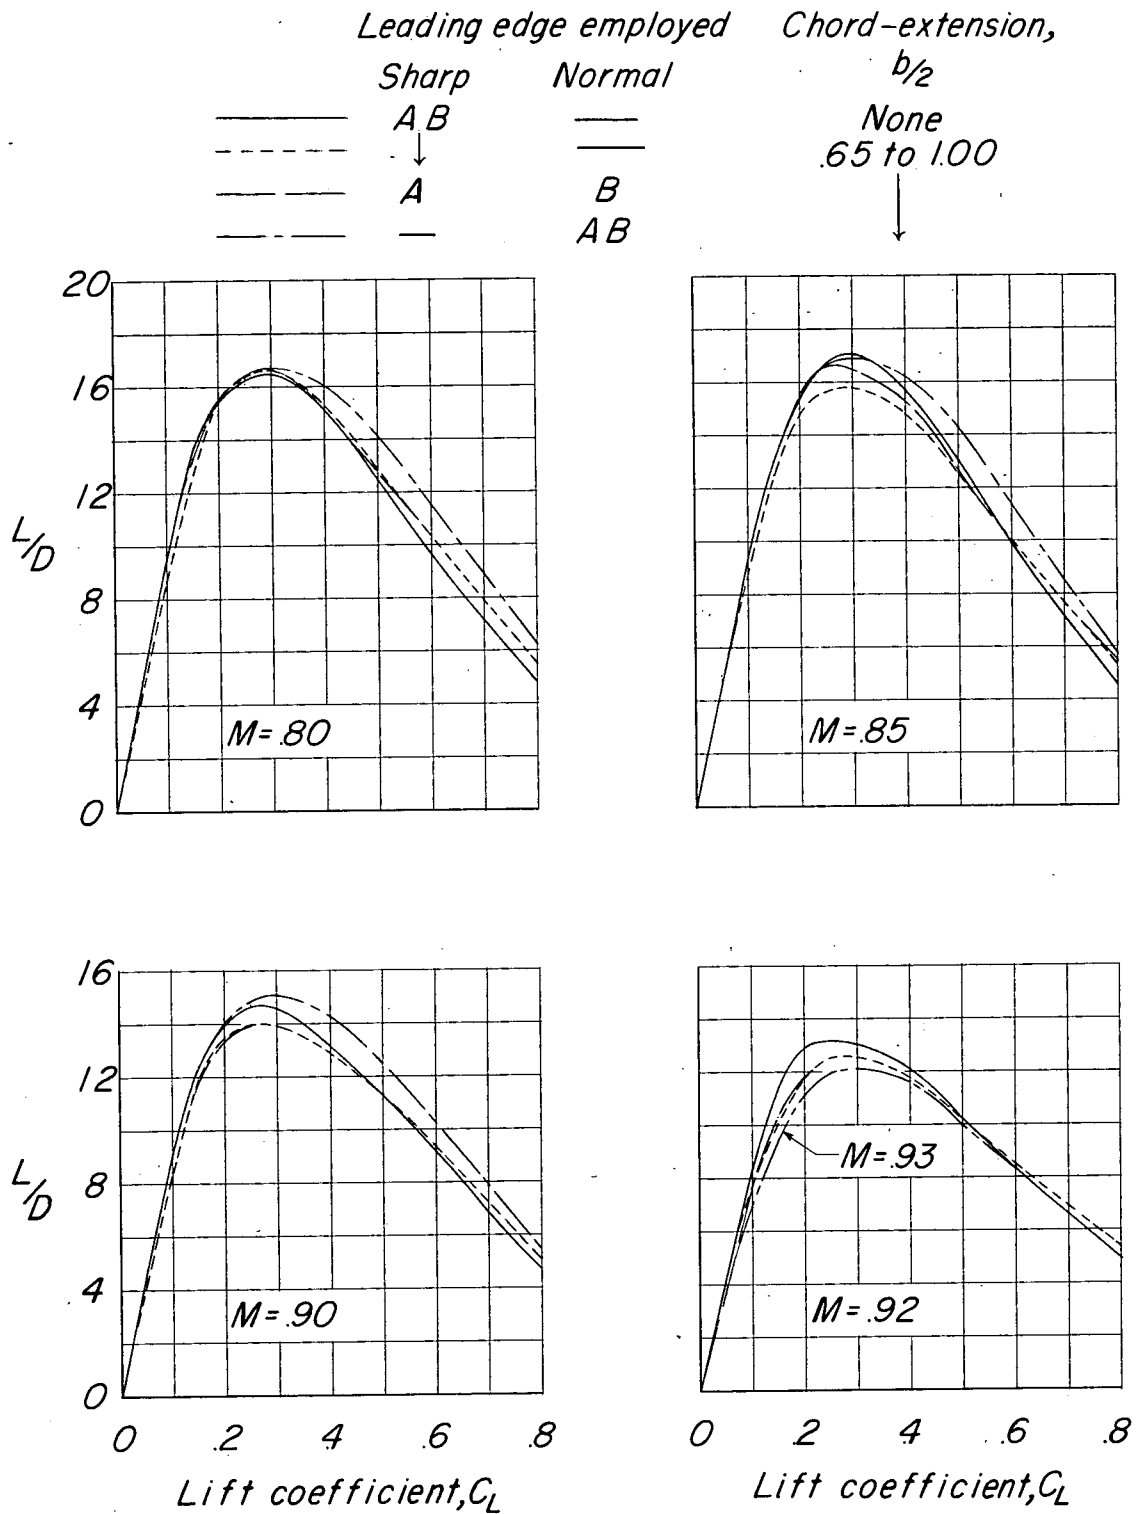 Leading edge employed Chord-extension,
Sharp Normal b/2
AB — None
↓ — .65 to 1.00
A B
— AB
20
16
12
8
4
0
L/D
M=.80
M=.85
16
12
8
4
0
L/D
M=.90
M=.93
M=.92
0 .2 .4 .6 .8
0 .2 .4 .6 .8
Lift coefficient, CL
Lift coefficient, CL